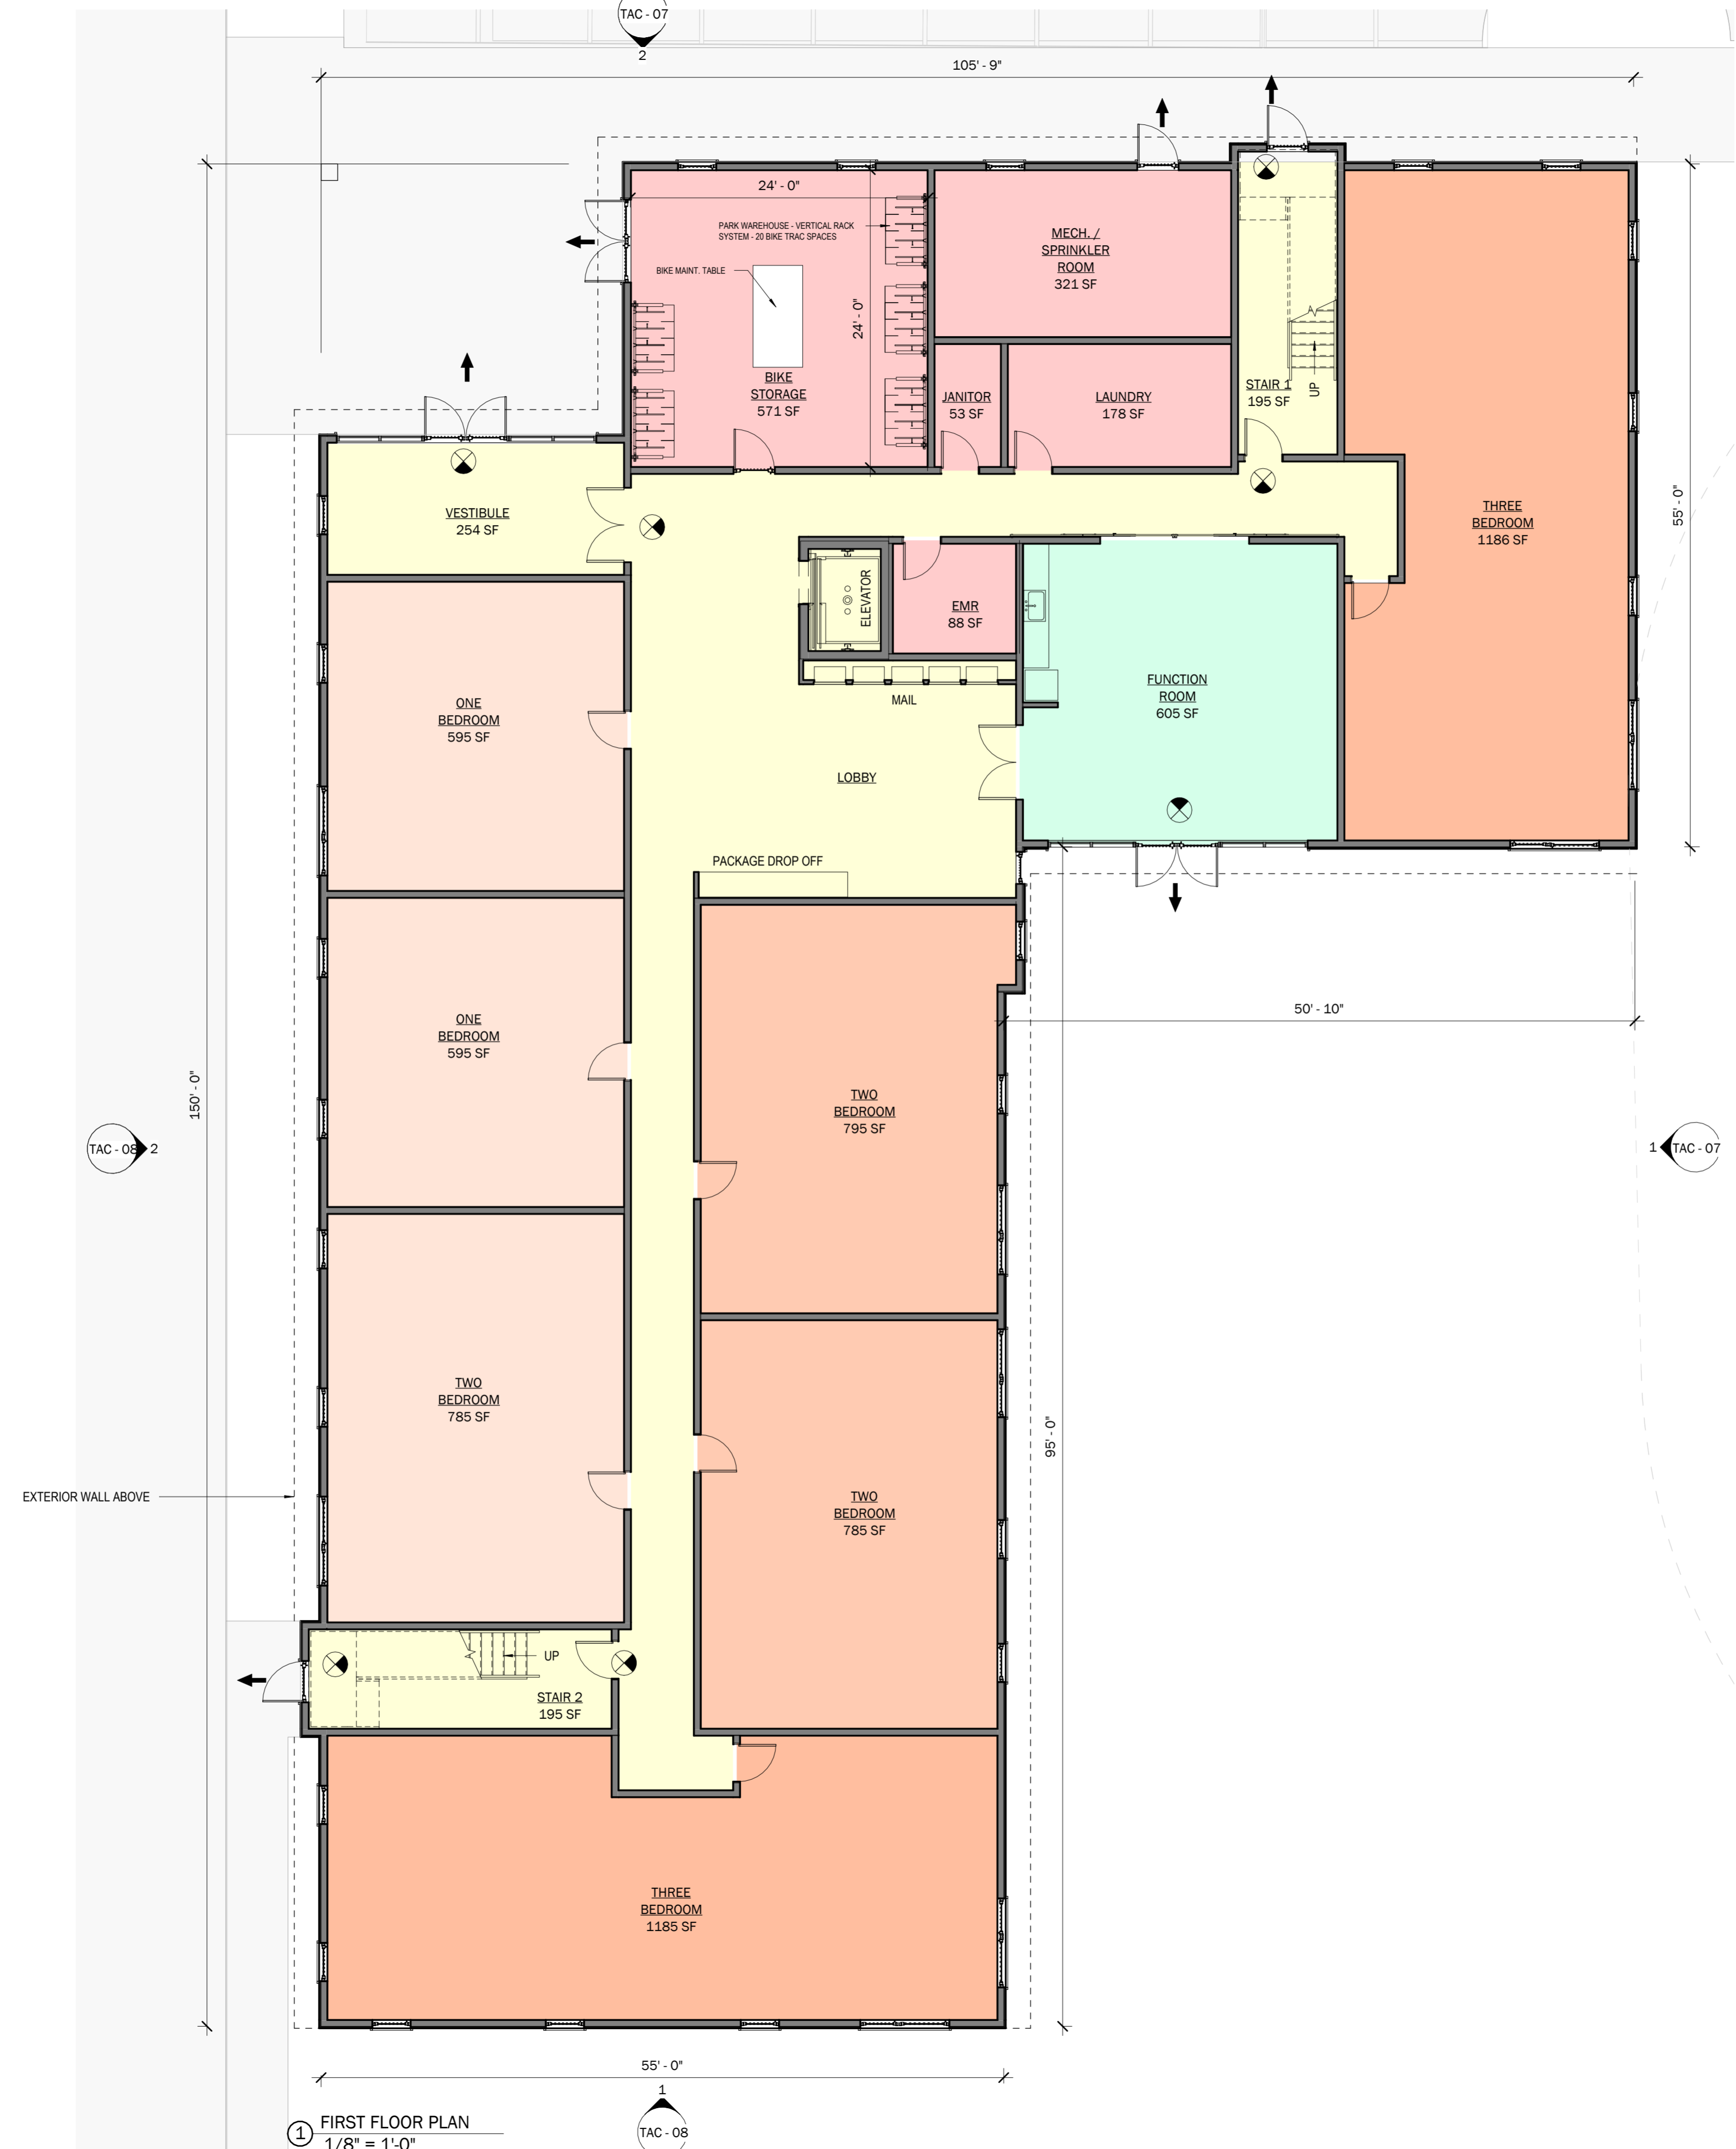 TAC - 07
2
105' - 9"
24' - 0"
PARK WAREHOUSE - VERTICAL RACK
SYSTEM - 20 BIKE TRAC SPACES
BIKE MAINT. TABLE
24' - 0"
MECH. /
SPRINKLER
ROOM
321 SF
BIKE
STORAGE
571 SF
JANITOR
53 SF
LAUNDRY
178 SF
STAIR 1
195 SF
UP
VESTIBULE
254 SF
THREE
BEDROOM
1186 SF
55' - 0"
ELEVATOR
EMR
88 SF
MAIL
FUNCTION
ROOM
605 SF
ONE
BEDROOM
595 SF
LOBBY
PACKAGE DROP OFF
50' - 10"
ONE
BEDROOM
595 SF
TWO
BEDROOM
795 SF
150' - 0"
TAC - 08
2
1
TAC - 07
TWO
BEDROOM
785 SF
95' - 0"
EXTERIOR WALL ABOVE
TWO
BEDROOM
785 SF
UP
STAIR 2
195 SF
THREE
BEDROOM
1185 SF
55' - 0"
1
TAC - 08
1
FIRST FLOOR PLAN
1/8" = 1'-0"